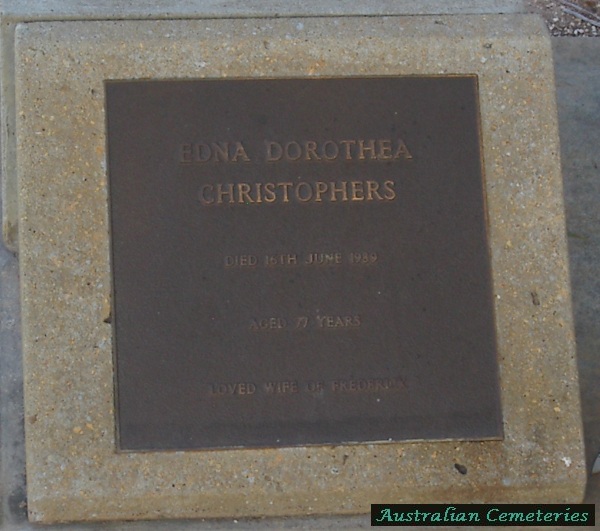 EDNA DOROTHEA
CHRISTOPHERS
DIED 16TH JUNE 1989
AGED 77 YEARS
LOVED WIFE OF FREDERICK
Australian Cemeteries